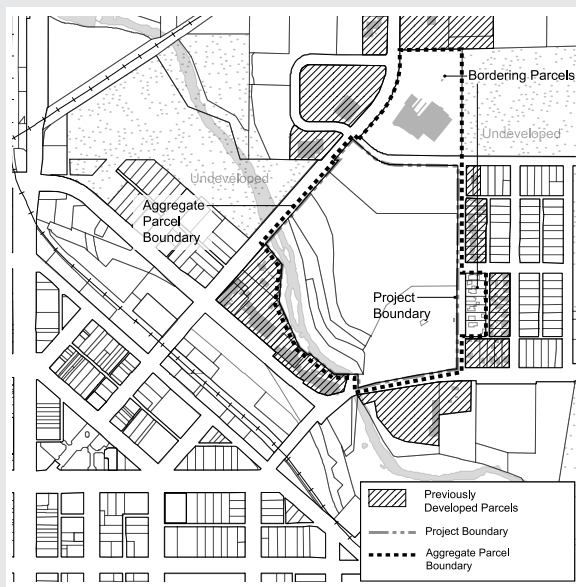 Bordering Parcels
Undeveloped
Undeveloped
Aggregate
Parcel
Boundary
Project
Boundary
Previously
Developed Parcels
Project Boundary
Aggregate Parcel
Boundary